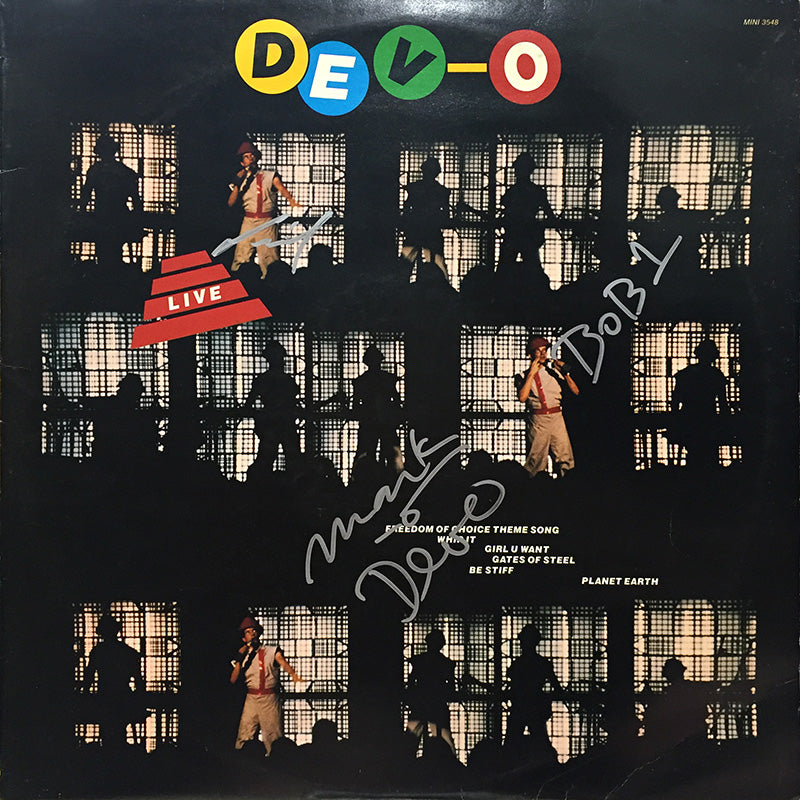 MINI 3548
DEV-O
LIVE
BOB 1
Mark
DEVO
FREEDOM OF CHOICE THEME SONG
WHIP IT
GIRL U WANT
GATES OF STEEL
BE STIFF
PLANET EARTH